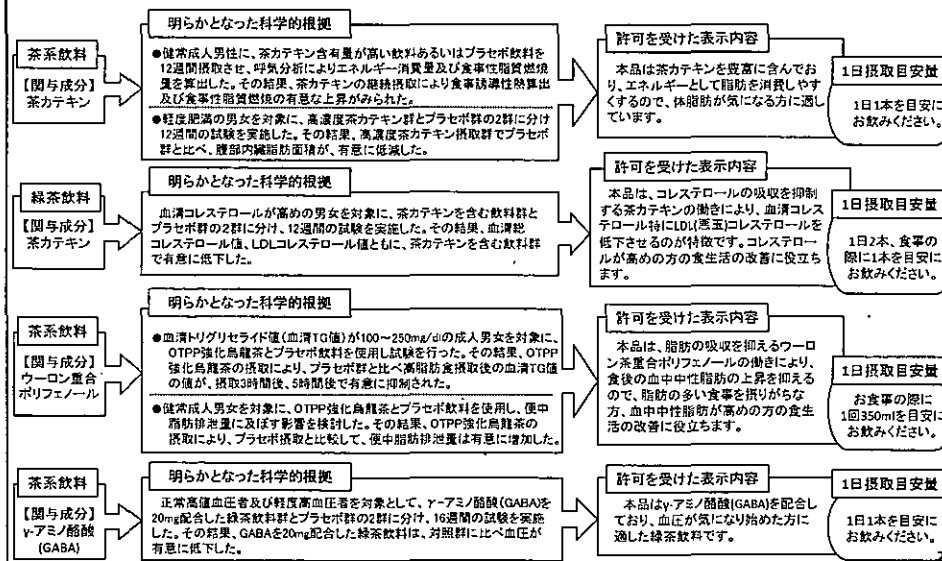 茶系飲料
【関与成分】
茶カテキン
明らかとなった科学的根拠
●健常成人男性に、茶カテキン含有量が高い飲料あるいはプラセボ飲料を
12週間摂取させ、呼気分析によりエネルギー消費量及び食事性脂質燃焼
量を算出した。その結果、茶カテキンの継続摂取により食事誘導性熱算出
及び食事性脂質燃焼の有意な上昇がみられた。
●軽度肥満の男女を対象に、高濃度茶カテキン群とプラセボ群の2群に分け
12週間の試験を実施した。その結果、高濃度茶カテキン摂取群でプラセボ
群と比べ、腹部内臓脂肪面積が、有意に低減した。
許可を受けた表示内容
本品は茶カテキンを豊富に含んでお
り、エネルギーとして脂肪を消費しやす
くするので、体脂肪が気になる方に適し
ています。
1日摂取目安量
1日1本を目安に
お飲みください。
緑茶飲料
【関与成分】
茶カテキン
明らかとなった科学的根拠
血清コレステロールが高めの男女を対象に、茶カテキンを含む飲料群と
プラセボ群の2群に分け、12週間の試験を実施した。その結果、血清総
コレステロール値、LDLコレステロール値ともに、茶カテキンを含む飲料群
で有意に低下した。
許可を受けた表示内容
本品は、コレステロールの吸収を抑制
する茶カテキンの働きにより、血清コレス
テロール特にLDL(悪玉)コレステロールを
低下させるのが特徴です。コレステロー
ルが高めの方の食生活の改善に役立ち
ます。
1日摂取目安量
1日2本、食事の
際に1本を目安に
お飲みください。
茶系飲料
【関与成分】
ウーロン重合
ポリフェノール
明らかとなった科学的根拠
●血清トリグリセライド値(血清TG値)が100～250mg/dlの成人男女を対象に、
OTPP強化烏龍茶とプラセボ飲料を使用し試験を行った。その結果、OTPP
強化烏龍茶の摂取により、プラセボ群と比べ高脂肪食摂取後の血清TG値
の値が、摂取3時間後、5時間後で有意に抑制された。
●健常成人男女を対象に、OTPP強化烏龍茶とプラセボ飲料を使用し、便中
脂肪排泄量に及ぼす影響を検討した。その結果、OTPP強化烏龍茶の
摂取により、プラセボ摂取と比較して、便中脂肪排泄量は有意に増加した。
許可を受けた表示内容
本品は、脂肪の吸収を抑えるウーロ
ン茶重合ポリフェノールの働きにより、
食後の血中中性脂肪の上昇を抑える
ので、脂肪の多い食事を摂りがちな
方、血中中性脂肪が高めの方の食生
活の改善に役立ちます。
1日摂取目安量
お食事の際に
1回350mlを目安に
お飲みください。
茶系飲料
【関与成分】
γ-アミノ酪酸
(GABA)
明らかとなった科学的根拠
正常高値血圧者及び軽度高血圧者を対象として、γ-アミノ酪酸(GABA)を
20mg配合した緑茶飲料群とプラセボ群の2群に分け、16週間の試験を実施
した。その結果、GABAを20mg配合した緑茶飲料は、対照群に比べ血圧が
有意に低下した。
許可を受けた表示内容
本品はγ-アミノ酪酸(GABA)を配合し
ており、血圧が気になり始めた方に
適した緑茶飲料です。
1日摂取目安量
1日1本を目安に
お飲みください。